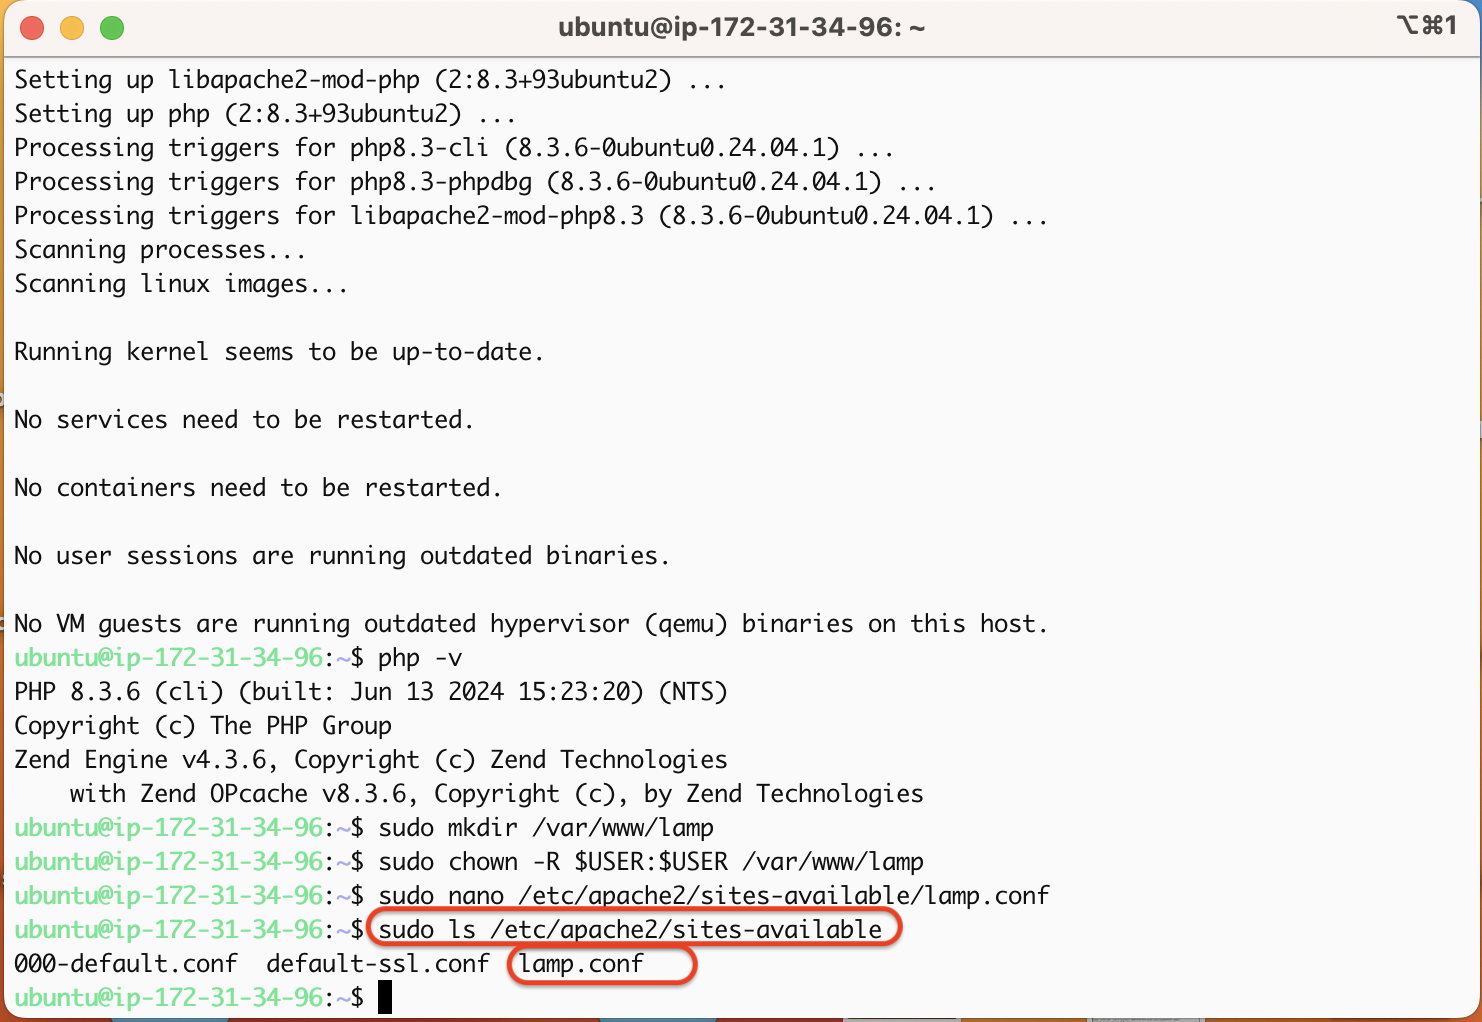 ubuntu@ip-172-31-34-96: ~
⌥⌘1
Setting up libapache2-mod-php (2:8.3+93ubuntu2) ...
Setting up php (2:8.3+93ubuntu2) ...
Processing triggers for php8.3-cli (8.3.6-0ubuntu0.24.04.1) ...
Processing triggers for php8.3-phpdbg (8.3.6-0ubuntu0.24.04.1) ...
Processing triggers for libapache2-mod-php8.3 (8.3.6-0ubuntu0.24.04.1) ...
Scanning processes...
Scanning linux images...
Running kernel seems to be up-to-date.
No services need to be restarted.
No containers need to be restarted.
No user sessions are running outdated binaries.
No VM guests are running outdated hypervisor (qemu) binaries on this host.
ubuntu@ip-172-31-34-96:~$ php -v
PHP 8.3.6 (cli) (built: Jun 13 2024 15:23:20) (NTS)
Copyright (c) The PHP Group
Zend Engine v4.3.6, Copyright (c) Zend Technologies
    with Zend OPcache v8.3.6, Copyright (c), by Zend Technologies
ubuntu@ip-172-31-34-96:~$ sudo mkdir /var/www/lamp
ubuntu@ip-172-31-34-96:~$ sudo chown -R $USER:$USER /var/www/lamp
ubuntu@ip-172-31-34-96:~$ sudo nano /etc/apache2/sites-available/lamp.conf
ubuntu@ip-172-31-34-96:~$ sudo ls /etc/apache2/sites-available
000-default.conf  default-ssl.conf  lamp.conf
ubuntu@ip-172-31-34-96:~$